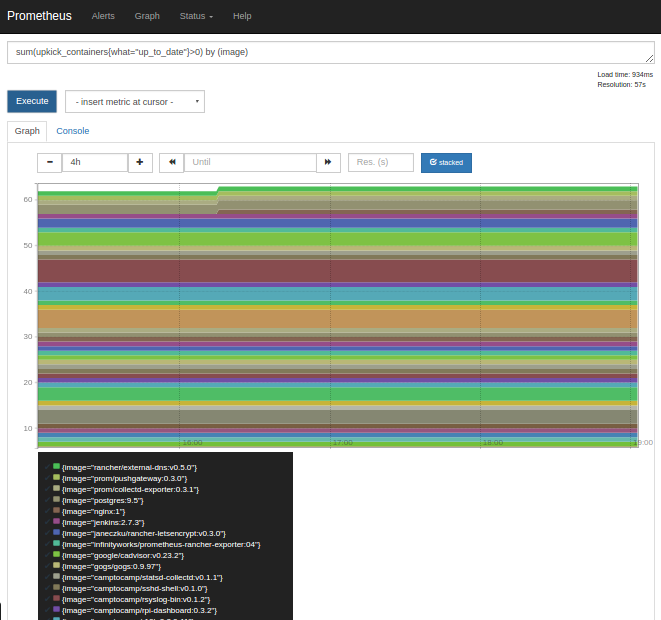 Prometheus Alerts Graph Status Help
sum(upkick_containers{what="up_to_date"}>0) by (image)
Load time: 934ms
Resolution: 57s
Execute - insert metric at cursor -
Graph Console
4h Until Res. (s) stacked
60
50
40
30
20
10
16:00 17:00 18:00 19:00
{image="rancher/external-dns:v0.5.0"}
{image="prom/pushgateway:0.3.0"}
{image="prom/collectd-exporter:0.3.1"}
{image="postgres:9.5"}
{image="nginx:1"}
{image="jenkins:2.7.3"}
{image="janeczku/rancher-letsencrypt:v0.3.0"}
{image="infinityworks/prometheus-rancher-exporter:04"}
{image="google/cadvisor:v0.23.2"}
{image="gogs/gogs:0.9.97"}
{image="camptocamp/statsd-collectd:v0.1.1"}
{image="camptocamp/sshd-shell:v0.1.0"}
{image="camptocamp/rsyslog-bin:v0.1.2"}
{image="camptocamp/rpi-dashboard:0.3.2"}